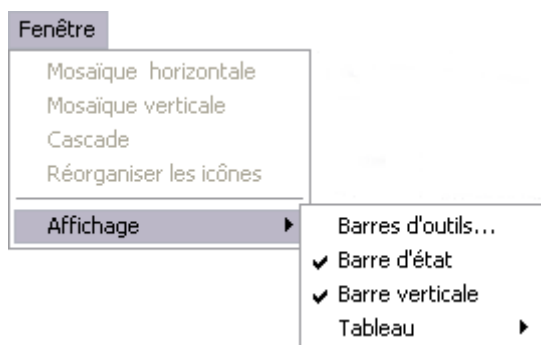 Fenêtre
Mosaïque horizontale
Mosaïque verticale
Cascade
Réorganiser les icônes
Affichage
Barres d'outils...
Barre d'état
Barre verticale
Tableau